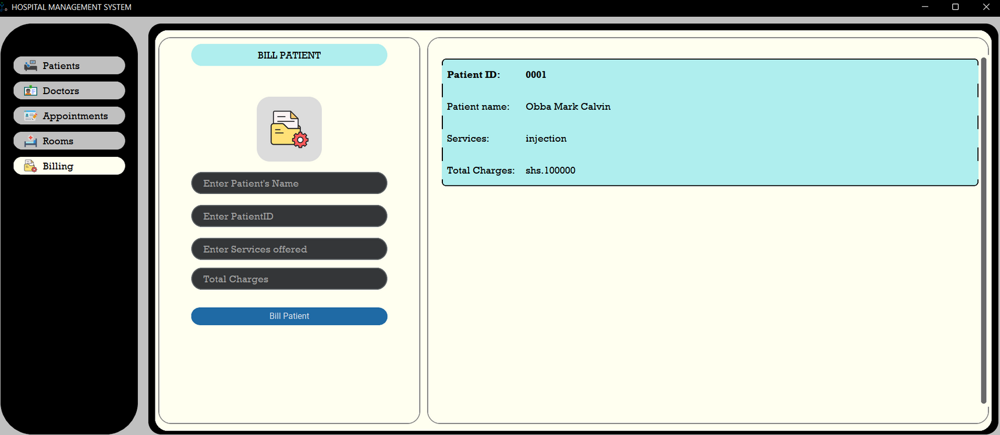 HOSPITAL MANAGEMENT SYSTEM
Patients
Doctors
Appointments
Rooms
Billing
BILL PATIENT
Enter Patient's Name
Enter PatientID
Enter Services offered
Total Charges
Bill Patient
Patient ID: 0001
Patient name: Obba Mark Calvin
Services: injection
Total Charges: shs.100000